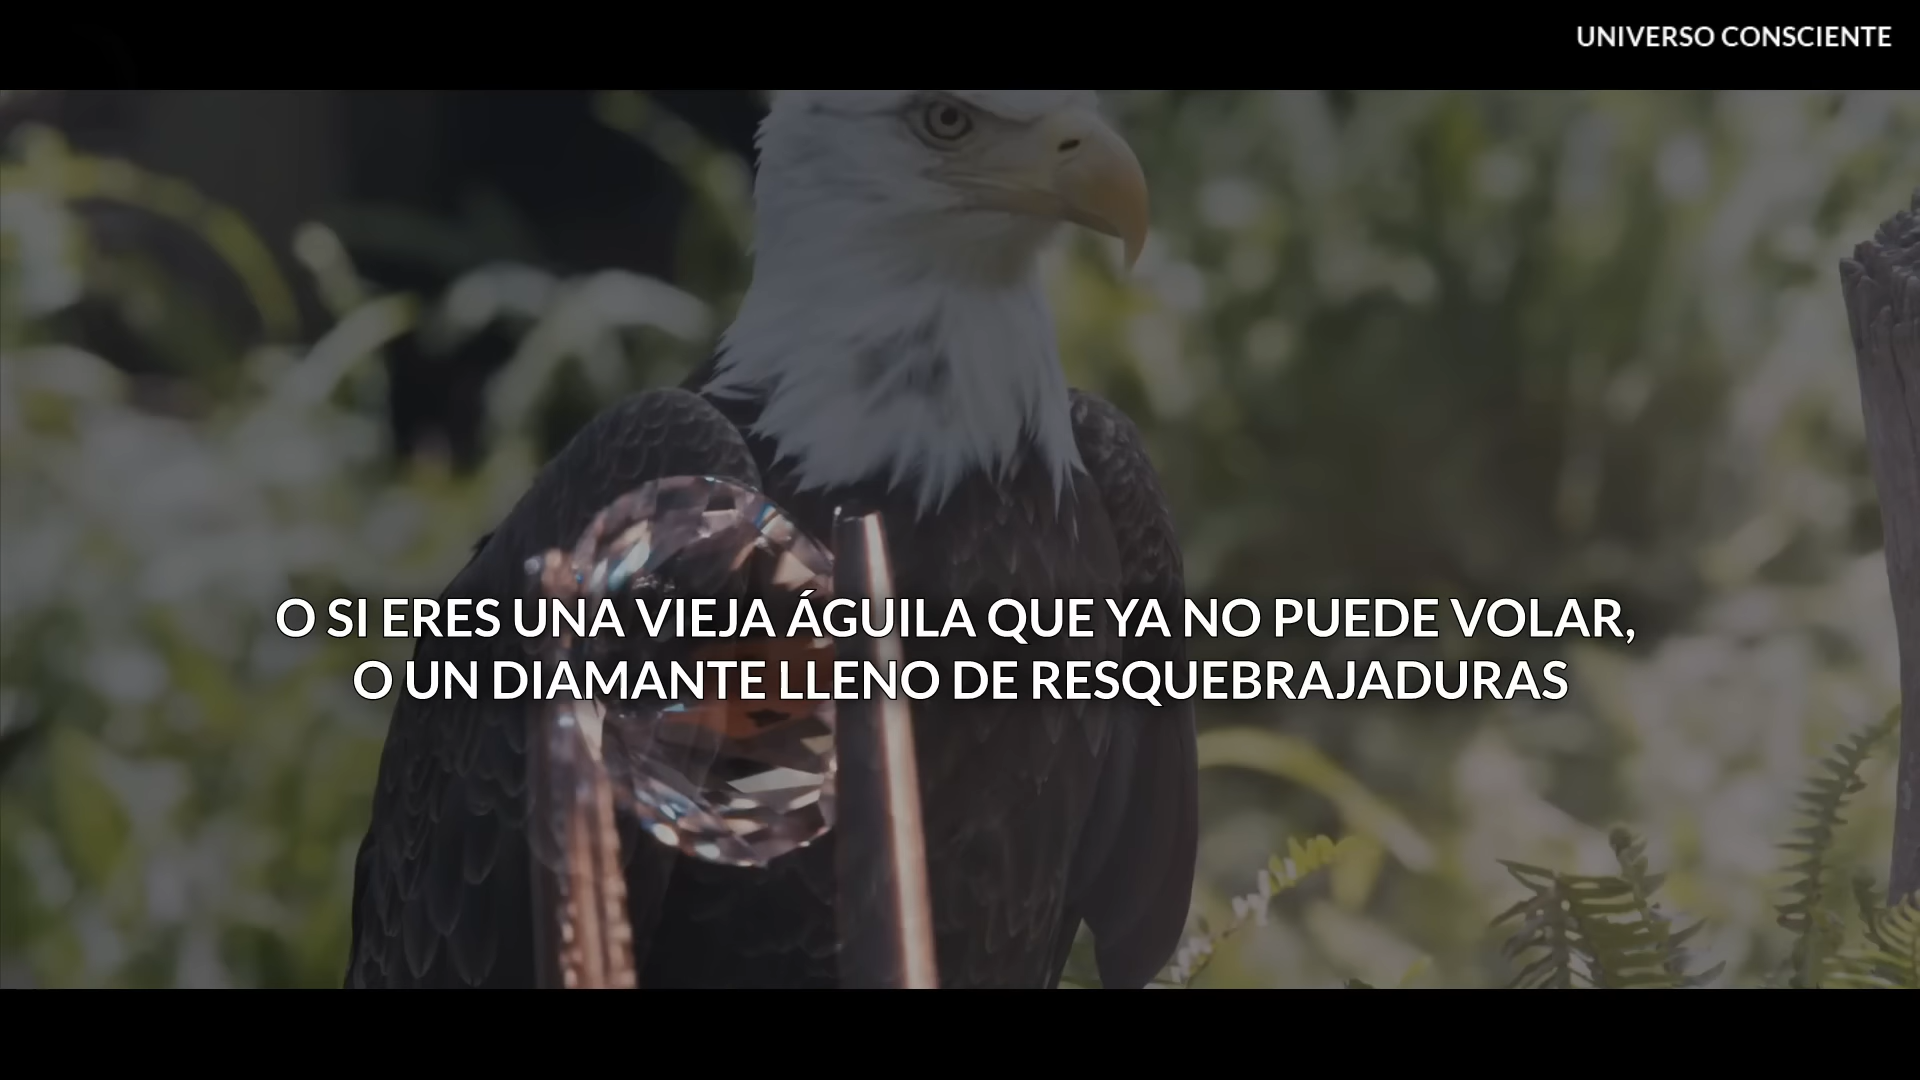 UNIVERSO CONSCIENTE
O SI ERES UNA VIEJA ÁGUILA QUE YA NO PUEDE VOLAR,
O UN DIAMANTE LLENO DE RESQUEBRAJADURAS